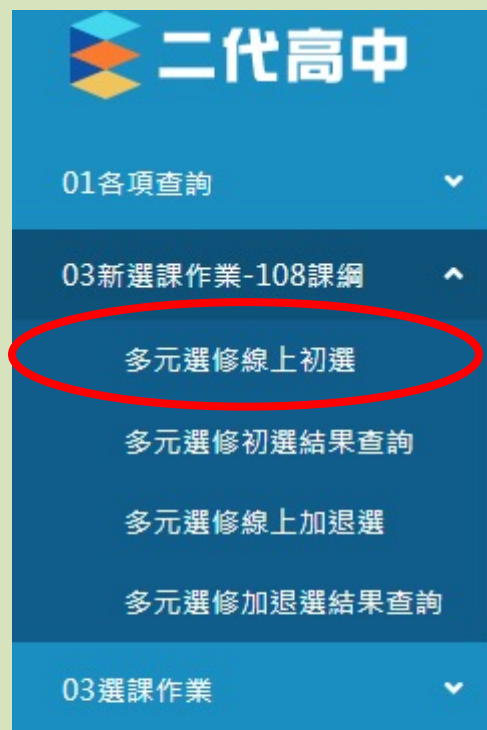 二代高中
01各項查詢
03新選課作業-108課綱
多元選修線上初選
多元選修初選結果查詢
多元選修線上加退選
多元選修加退選結果查詢
03選課作業